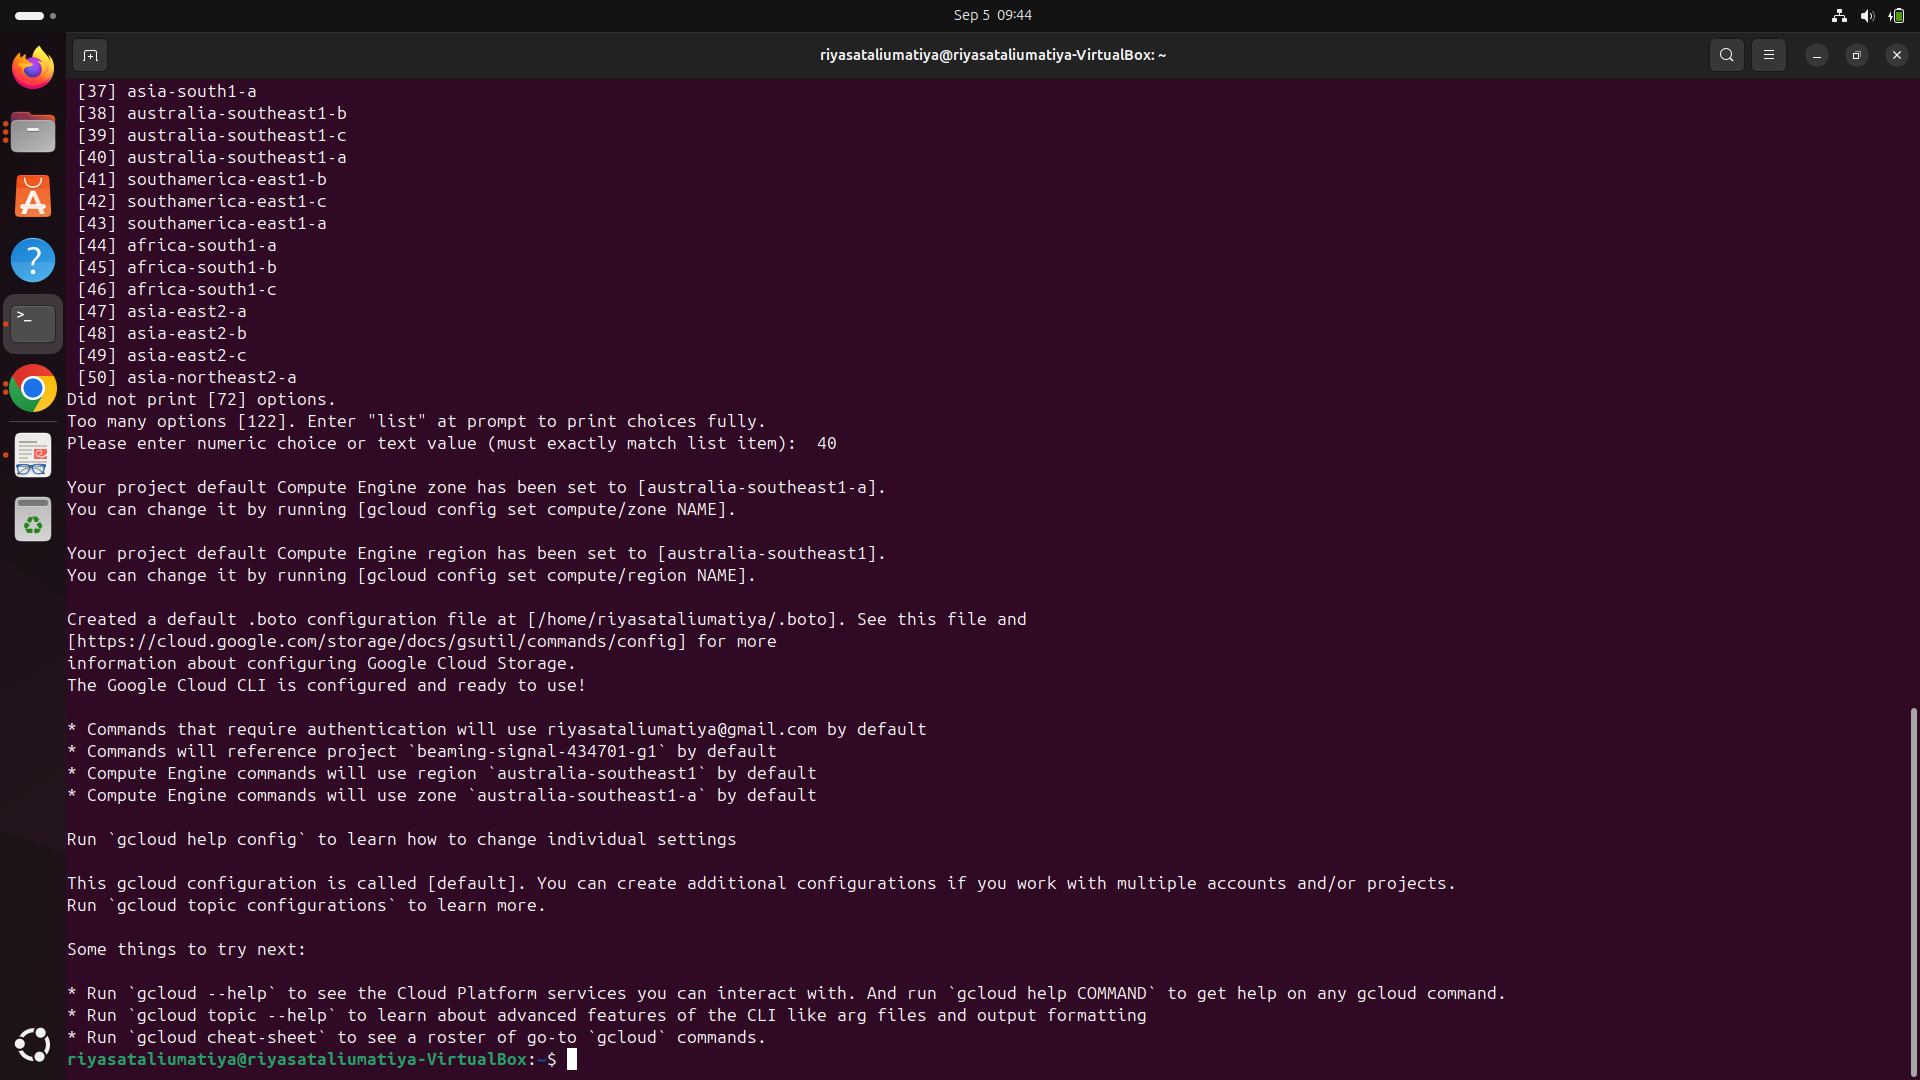 Sep 5 09:44
riyasataliumatiya@riyasataliumatiya-VirtualBox: ~
[37] asia-south1-a
[38] australia-southeast1-b
[39] australia-southeast1-c
[40] australia-southeast1-a
[41] southamerica-east1-b
[42] southamerica-east1-c
[43] southamerica-east1-a
[44] africa-south1-a
[45] africa-south1-b
[46] africa-south1-c
[47] asia-east2-a
[48] asia-east2-b
[49] asia-east2-c
[50] asia-northeast2-a
Did not print [72] options.
Too many options [122]. Enter "list" at prompt to print choices fully.
Please enter numeric choice or text value (must exactly match list item):  40
Your project default Compute Engine zone has been set to [australia-southeast1-a].
You can change it by running [gcloud config set compute/zone NAME].
Your project default Compute Engine region has been set to [australia-southeast1].
You can change it by running [gcloud config set compute/region NAME].
Created a default .boto configuration file at [/home/riyasataliumatiya/.boto]. See this file and
[https://cloud.google.com/storage/docs/gsutil/commands/config] for more
information about configuring Google Cloud Storage.
The Google Cloud CLI is configured and ready to use!
* Commands that require authentication will use riyasataliumatiya@gmail.com by default
* Commands will reference project `beaming-signal-434701-g1` by default
* Compute Engine commands will use region `australia-southeast1` by default
* Compute Engine commands will use zone `australia-southeast1-a` by default
Run `gcloud help config` to learn how to change individual settings
This gcloud configuration is called [default]. You can create additional configurations if you work with multiple accounts and/or projects.
Run `gcloud topic configurations` to learn more.
Some things to try next:
* Run `gcloud --help` to see the Cloud Platform services you can interact with. And run `gcloud help COMMAND` to get help on any gcloud command.
* Run `gcloud topic --help` to learn about advanced features of the CLI like arg files and output formatting
* Run `gcloud cheat-sheet` to see a roster of go-to `gcloud` commands.
riyasataliumatiya@riyasataliumatiya-VirtualBox:~$